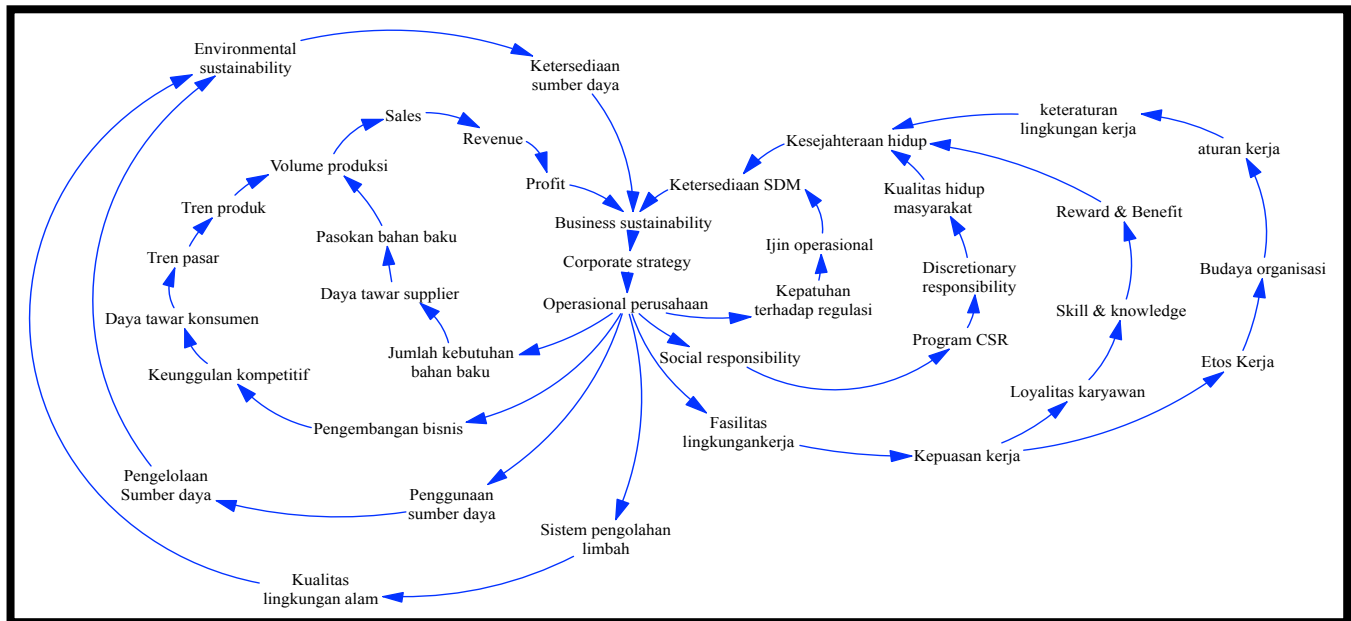 Environmental
sustainability
Ketersediaan
sumber daya
Sales
Revenue
Profit
Volume produksi
Tren produk
Tren pasar
Daya tawar konsumen
Keunggulan kompetitif
Pengembangan bisnis
Pasokan bahan baku
Daya tawar supplier
Jumlah kebutuhan
bahan baku
Business sustainability
Corporate strategy
Operasional perusahaan
Ketersediaan SDM
Kesejahteraan hidup
keteraturan
lingkungan kerja
aturan kerja
Kualitas hidup
masyarakat
Reward & Benefit
Ijin operasional
Discretionary
responsibility
Budaya organisasi
Kepatuhan
terhadap regulasi
Skill & knowledge
Program CSR
Social responsibility
Etos Kerja
Loyalitas karyawan
Fasilitas
lingkungankerja
Kepuasan kerja
Pengelolaan
Sumber daya
Penggunaan
sumber daya
Sistem pengolahan
limbah
Kualitas
lingkungan alam